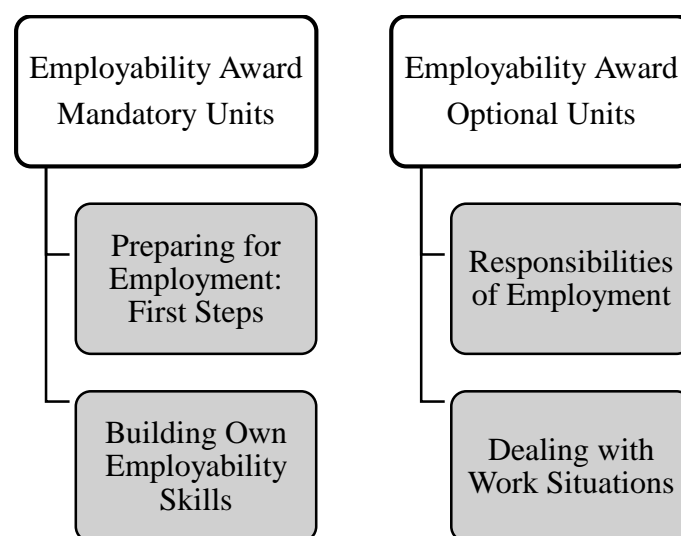 Employability Award
Mandatory Units
Preparing for
Employment:
First Steps
Building Own
Employability
Skills
Employability Award
Optional Units
Responsibilities
of Employment
Dealing with
Work Situations